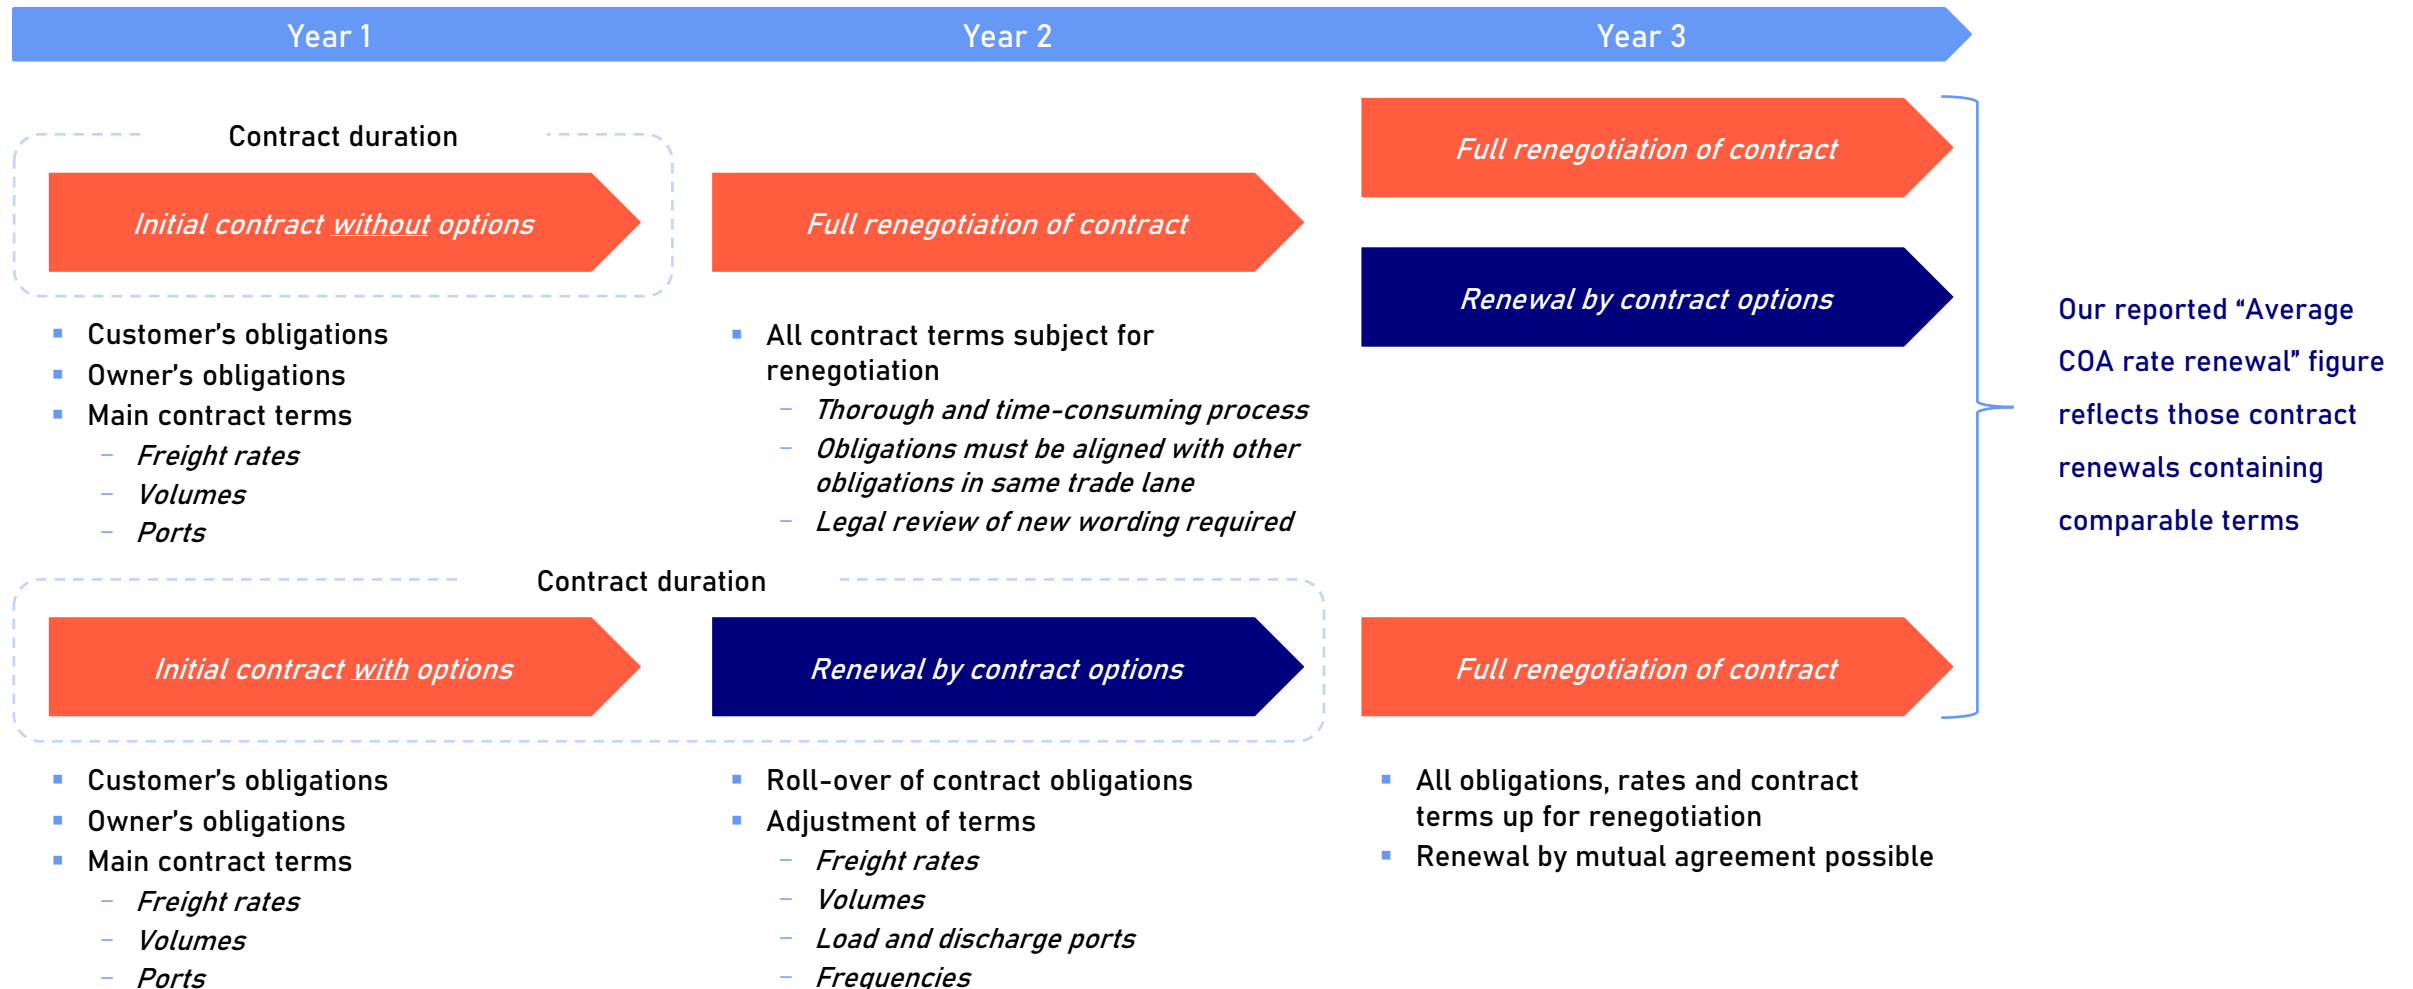 Year 1
Year 2
Year 3
Contract duration
Initial contract without options
Full renegotiation of contract
Full renegotiation of contract
Renewal by contract options
▪ Customer’s obligations
▪ Owner’s obligations
▪ Main contract terms
– Freight rates
– Volumes
– Ports
▪ All contract terms subject for
renegotiation
– Thorough and time-consuming process
– Obligations must be aligned with other
obligations in same trade lane
– Legal review of new wording required
Contract duration
Initial contract with options
Renewal by contract options
Full renegotiation of contract
▪ Customer’s obligations
▪ Owner’s obligations
▪ Main contract terms
– Freight rates
– Volumes
– Ports
▪ Roll-over of contract obligations
▪ Adjustment of terms
– Freight rates
– Volumes
– Load and discharge ports
– Frequencies
▪ All obligations, rates and contract
terms up for renegotiation
▪ Renewal by mutual agreement possible
Our reported “Average
COA rate renewal” figure
reflects those contract
renewals containing
comparable terms